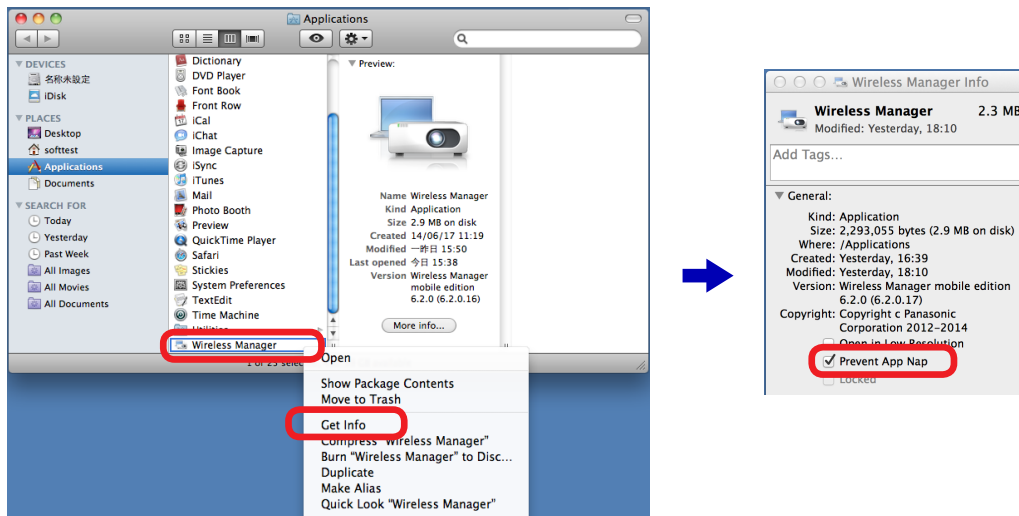 Applications
DEVICES
名称未設定
iDisk
PLACES
Desktop
softtest
Applications
Documents
SEARCH FOR
Today
Yesterday
Past Week
All Images
All Movies
All Documents
Dictionary
DVD Player
Font Book
Front Row
iCal
iChat
Image Capture
iSync
iTunes
Mail
Photo Booth
Preview
QuickTime Player
Safari
Stickies
System Preferences
TextEdit
Time Machine
Utilities
Wireless Manager
Preview:
Name Wireless Manager
Kind Application
Size 2.9 MB on disk
Created 14/06/17 11:19
Modified 一昨日 15:50
Last opened 今日 15:38
Version Wireless Manager
mobile edition
6.2.0 (6.2.0.16)
More info...
1 of 25 selec
Open
Show Package Contents
Move to Trash
Get Info
Compress "Wireless Manager"
Burn "Wireless Manager" to Disc...
Duplicate
Make Alias
Quick Look "Wireless Manager"
Wireless Manager Info
Wireless Manager 2.3 MB
Modified: Yesterday, 18:10
Add Tags...
General:
Kind: Application
Size: 2,293,055 bytes (2.9 MB on disk)
Where: /Applications
Created: Yesterday, 16:39
Modified: Yesterday, 18:10
Version: Wireless Manager mobile edition
6.2.0 (6.2.0.17)
Copyright: Copyright c Panasonic
Corporation 2012-2014
Open in Low Resolution
Prevent App Nap
Locked